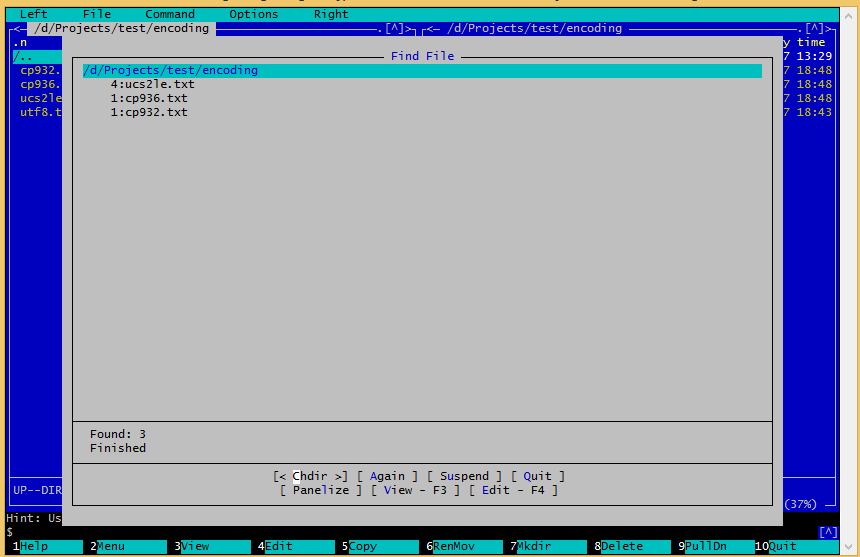 Left File Command Options Right
/d/Projects/test/encoding .[^]> <- /d/Projects/test/encoding .[^]>
.n y time
Find File
/.. /d/Projects/test/encoding 7 13:29
cp932. 4:ucs2le.txt 7 18:48
cp936. 1:cp936.txt 7 18:48
ucs2le 1:cp932.txt 7 18:48
utf8.t 7 18:43
Found: 3
Finished
[< Chdir >] [ Again ] [ Suspend ] [ Quit ]
[ Panelize ] [ View - F3 ] [ Edit - F4 ]
UP--DIR
(37%)
Hint: Us
$ [^]
1Help 2Menu 3View 4Edit 5Copy 6RenMov 7Mkdir 8Delete 9PullDn 10Quit